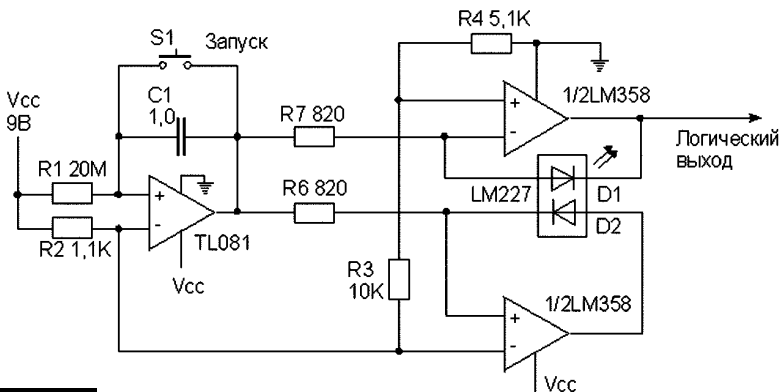 R4 5,1K
S1
Запуск
Vcc
9В
C1
1,0
R7 820
+
-
1/2LM358
Логический
выход
R1 20M
+
-
R2 1,1K
TL081
Vcc
R6 820
LM227
D1
D2
R3
10K
1/2LM358
+
-
Vcc